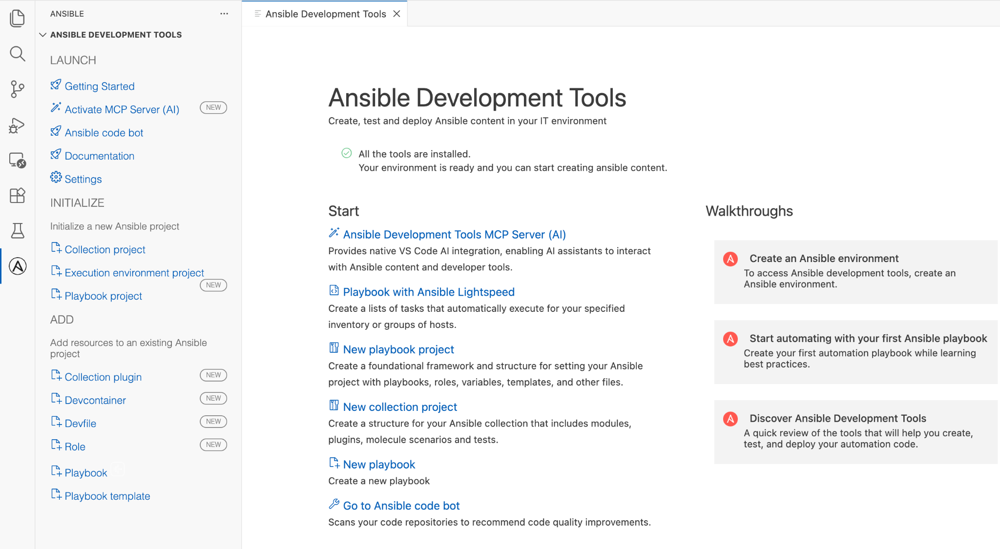 ANSIBLE
ANSIBLE DEVELOPMENT TOOLS
LAUNCH
Getting Started
Activate MCP Server (AI) NEW
Ansible code bot
Documentation
Settings
INITIALIZE
Initialize a new Ansible project
Collection project
Execution environment project
NEW
Playbook project
ADD
Add resources to an existing Ansible
project
Collection plugin NEW
Devcontainer NEW
Devfile NEW
Role NEW
Playbook
Playbook template
Ansible Development Tools
Ansible Development Tools
Create, test and deploy Ansible content in your IT environment
All the tools are installed.
Your environment is ready and you can start creating ansible content.
Start
Ansible Development Tools MCP Server (AI)
Provides native VS Code AI integration, enabling AI assistants to interact
with Ansible content and developer tools.
Playbook with Ansible Lightspeed
Create a lists of tasks that automatically execute for your specified
inventory or groups of hosts.
New playbook project
Create a foundational framework and structure for setting your Ansible
project with playbooks, roles, variables, templates, and other files.
New collection project
Create a structure for your Ansible collection that includes modules,
plugins, molecule scenarios and tests.
New playbook
Create a new playbook
Go to Ansible code bot
Scans your code repositories to recommend code quality improvements.
Walkthroughs
Create an Ansible environment
To access Ansible development tools, create an
Ansible environment.
Start automating with your first Ansible playbook
Create your first automation playbook while learning
best practices.
Discover Ansible Development Tools
A quick review of the tools that will help you create,
test, and deploy your automation code.